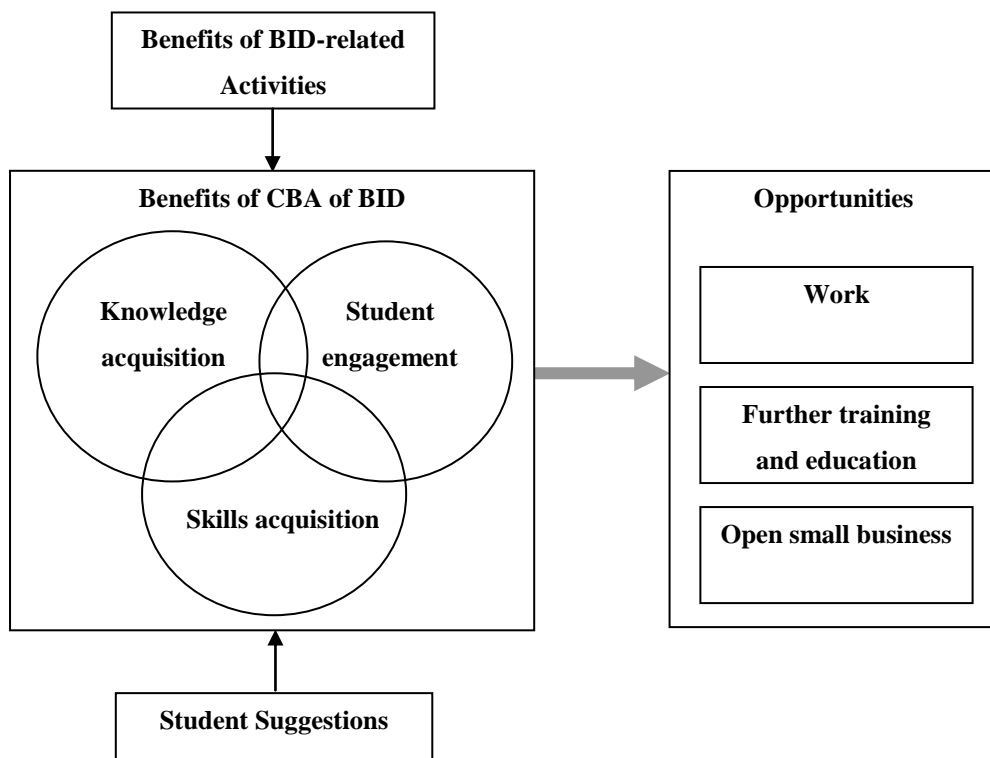 Benefits of BID-related
Activities
Benefits of CBA of BID
Knowledge
acquisition
Student
engagement
Skills acquisition
Opportunities
Work
Further training
and education
Open small business
Student Suggestions